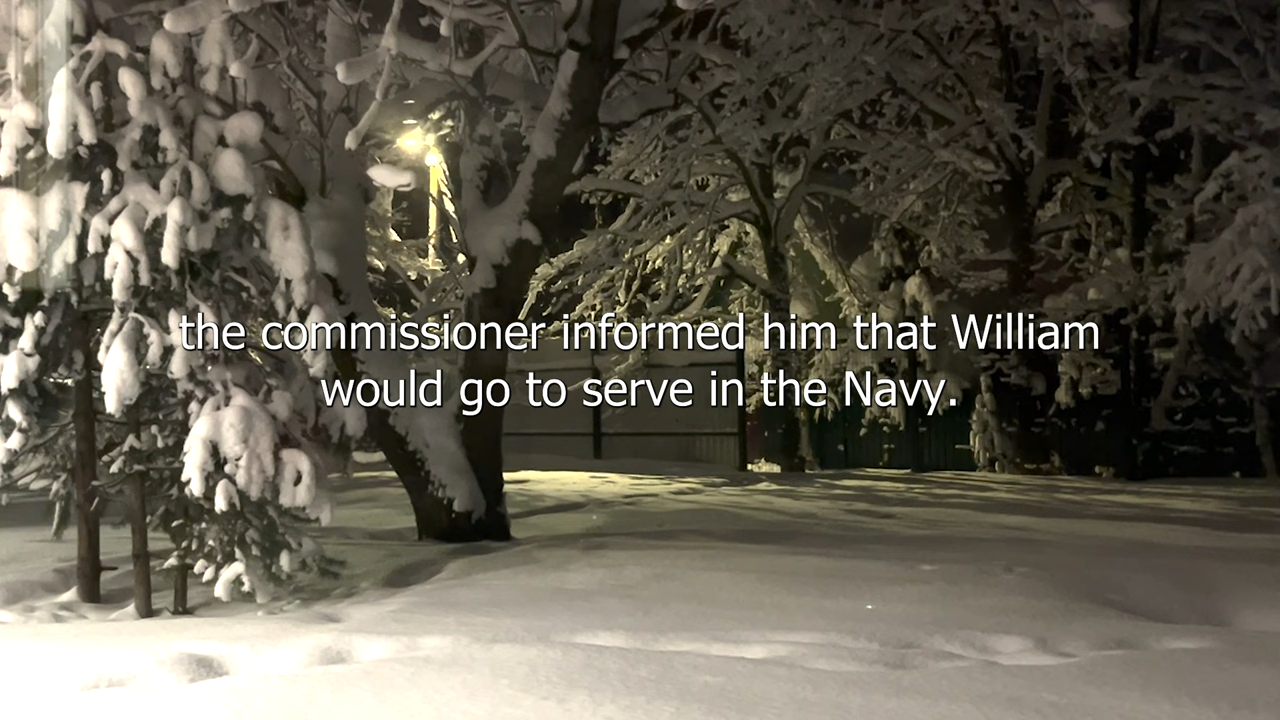 the commissioner informed him that William
would go to serve in the Navy.